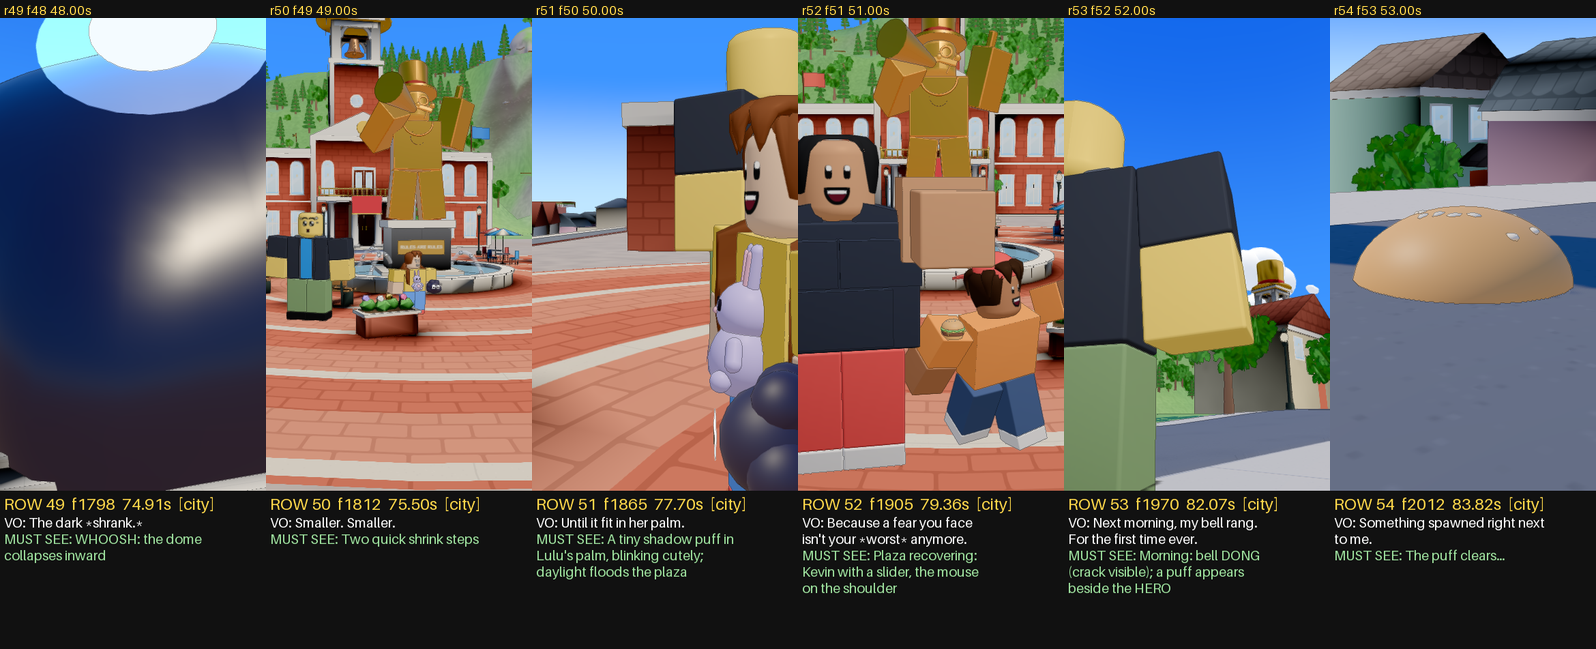 r49 f48 48.00s
r50 f49 49.00s
r51 f50 50.00s
r52 f51 51.00s
r53 f52 52.00s
r54 f53 53.00s
RULES ARE RULES
ROW 49 f1798 74.91s [city]
VO: The dark *shrank.*
MUST SEE: WHOOSH: the dome
collapses inward
ROW 50 f1812 75.50s [city]
VO: Smaller. Smaller.
MUST SEE: Two quick shrink steps
ROW 51 f1865 77.70s [city]
VO: Until it fit in her palm.
MUST SEE: A tiny shadow puff in
Lulu's palm, blinking cutely;
daylight floods the plaza
ROW 52 f1905 79.36s [city]
VO: Because a fear you face
isn't your *worst* anymore.
MUST SEE: Plaza recovering:
Kevin with a slider, the mouse
on the shoulder
ROW 53 f1970 82.07s [city]
VO: Next morning, my bell rang.
For the first time ever.
MUST SEE: Morning: bell DONG
(crack visible); a puff appears
beside the HERO
ROW 54 f2012 83.82s [city]
VO: Something spawned right next
to me.
MUST SEE: The puff clears...